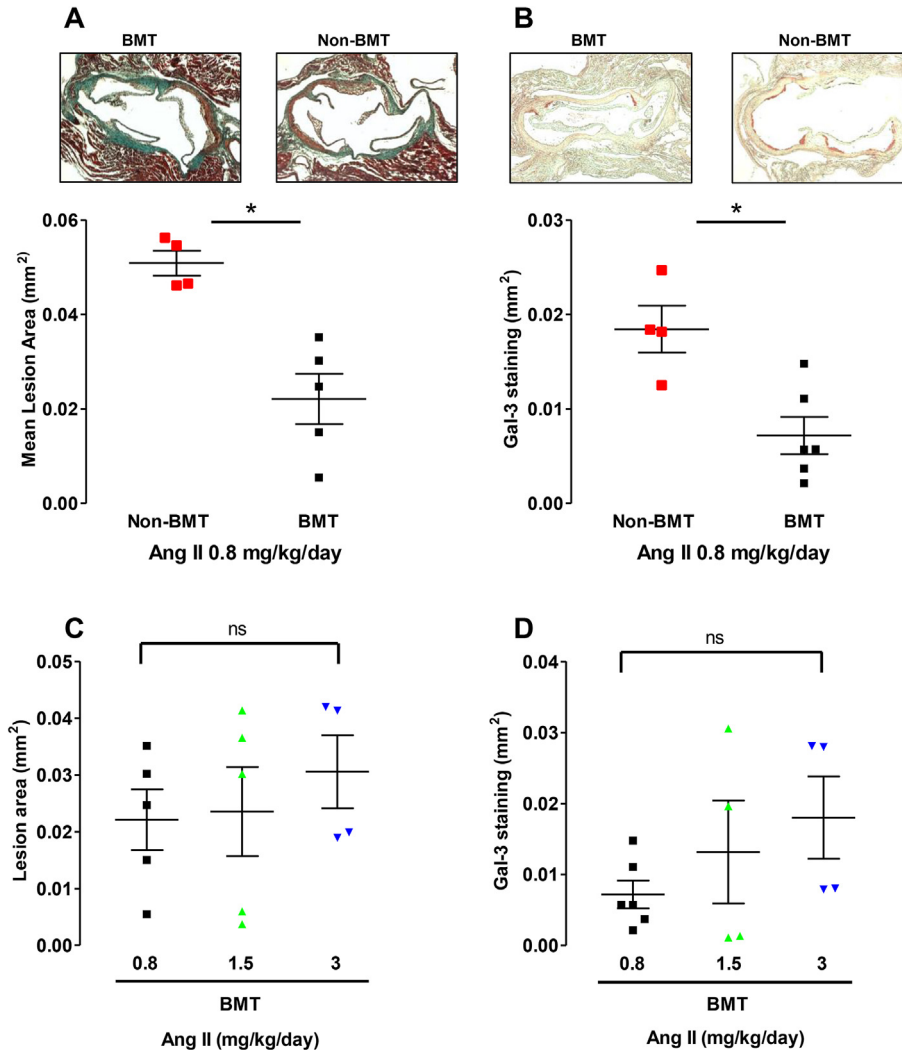 A
BMT
Non-BMT
0.06
0.04
0.02
0.00
Mean Lesion Area (mm²)
*
Non-BMT
BMT
Ang II 0.8 mg/kg/day
B
BMT
Non-BMT
0.03
0.02
0.01
0.00
Gal-3 staining (mm²)
*
Non-BMT
BMT
Ang II 0.8 mg/kg/day
C
ns
0.05
0.04
0.03
0.02
0.01
0.00
Lesion area (mm²)
0.8 1.5 3
BMT
Ang II (mg/kg/day)
D
ns
0.04
0.03
0.02
0.01
0.00
Gal-3 staining (mm²)
0.8 1.5 3
BMT
Ang II (mg/kg/day)